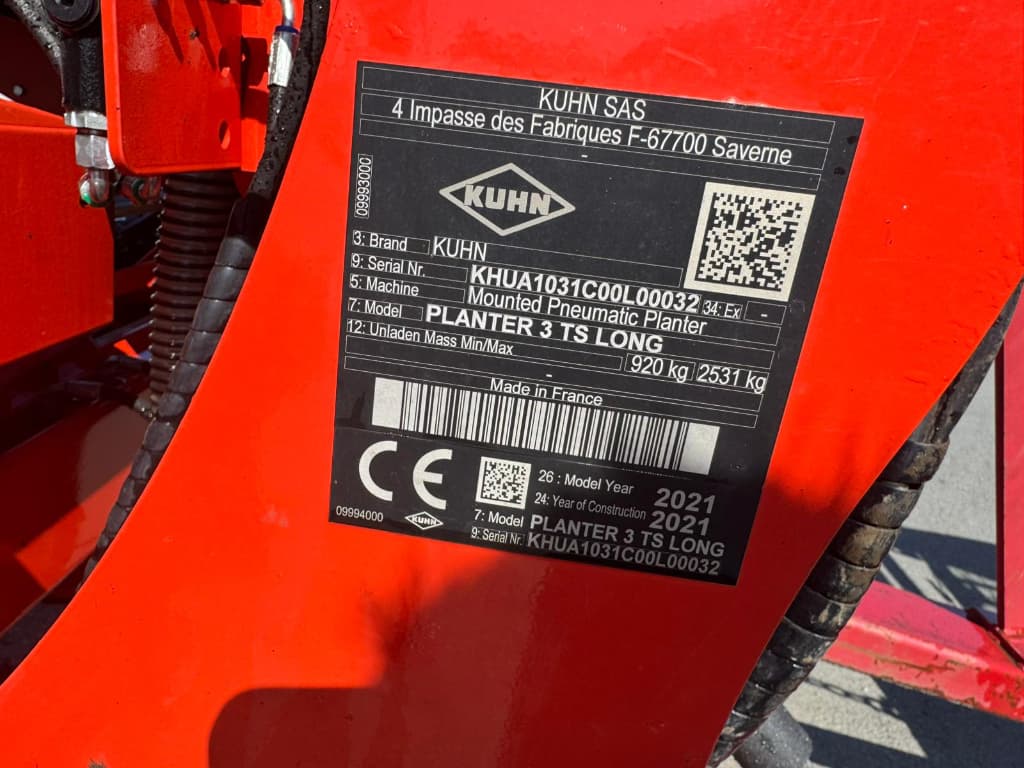 KUHN SAS
4 Impasse des Fabriques F-67700 Saverne
-
09993000
KUHN
3: Brand KUHN
9: Serial Nr. KHUA1031C00L00032 34: Ex -
5: Machine Mounted Pneumatic Planter
7: Model PLANTER 3 TS LONG
12: Unladen Mass Min/Max 920 kg 2531 kg
-
Made in France
CE
26 : Model Year 2021
24: Year of Construction 2021
7: Model PLANTER 3 TS LONG
9: Serial Nr. KHUA1031C00L00032
09994000 KUHN